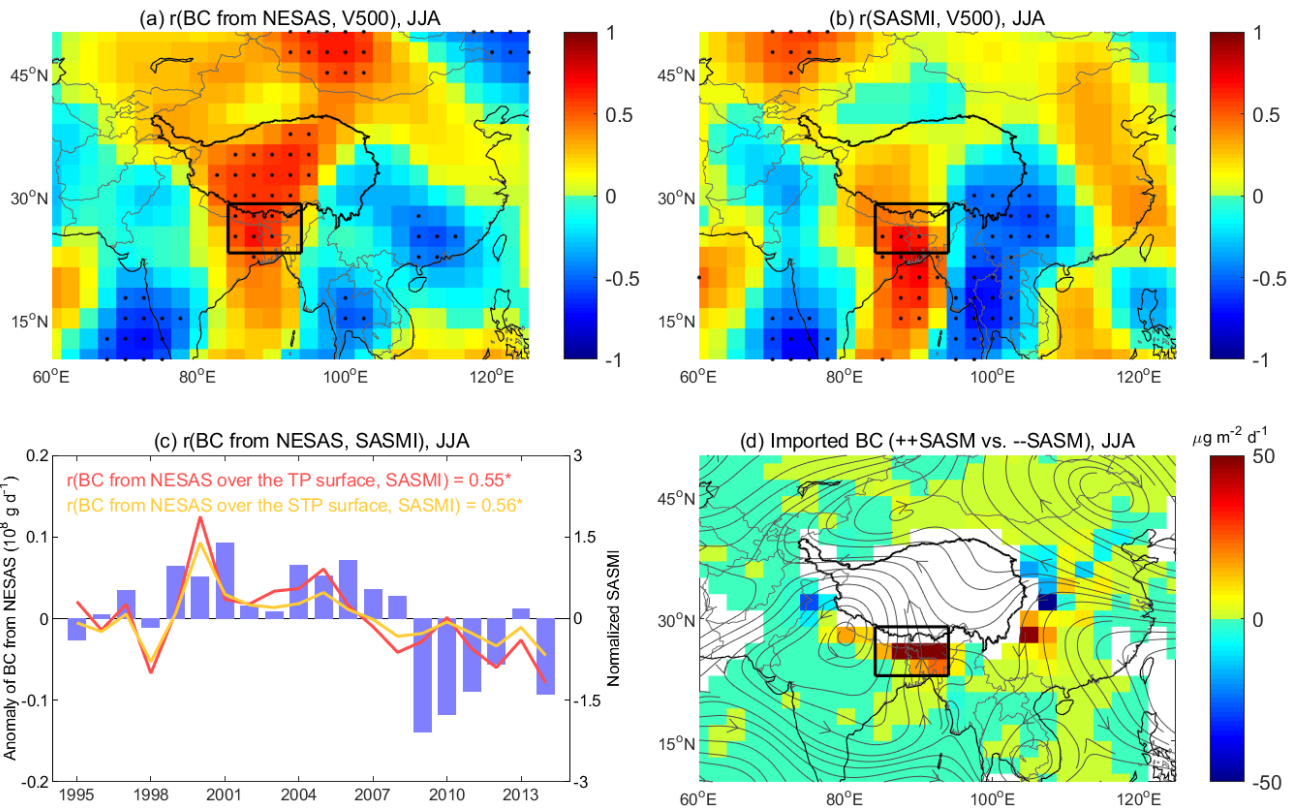 (a) r(BC from NESAS, V500), JJA
45°N
30°N
15°N
60°E
80°E
100°E
120°E
1
0.5
0
-0.5
-1
(b) r(SASMI, V500), JJA
45°N
30°N
15°N
60°E
80°E
100°E
120°E
1
0.5
0
-0.5
-1
(c) r(BC from NESAS, SASMI), JJA
r(BC from NESAS over the TP surface, SASMI) = 0.55*
r(BC from NESAS over the STP surface, SASMI) = 0.56*
Anomaly of BC from NESAS (10⁸ g d⁻¹)
0.2
0.1
0
-0.1
-0.2
1995
1998
2001
2004
2007
2010
2013
3
1.5
0
-1.5
-3
Normalized SASMI
(d) Imported BC (++SASM vs. --SASM), JJA
μg m⁻² d⁻¹
45°N
30°N
15°N
60°E
80°E
100°E
120°E
50
0
-50